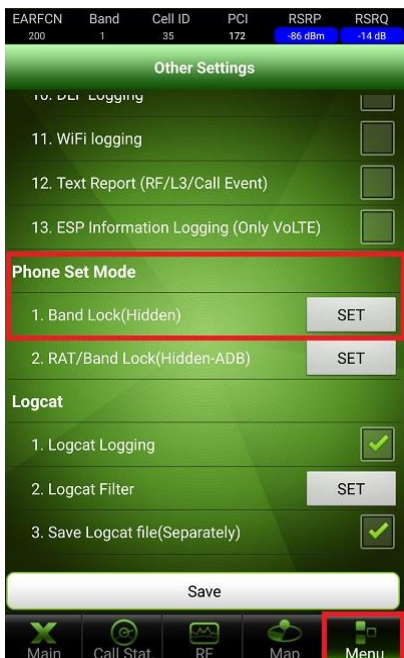 EARFCN Band Cell ID PCI RSRP RSRQ
200 1 35 172 -86 dBm -14 dB
Other Settings
10. DLF Logging
11. WiFi logging
12. Text Report (RF/L3/Call Event)
13. ESP Information Logging (Only VoLTE)
Phone Set Mode
1. Band Lock(Hidden) SET
2. RAT/Band Lock(Hidden-ADB) SET
Logcat
1. Logcat Logging
2. Logcat Filter SET
3. Save Logcat file(Separately)
Save
Main Call Stat RF Map Menu